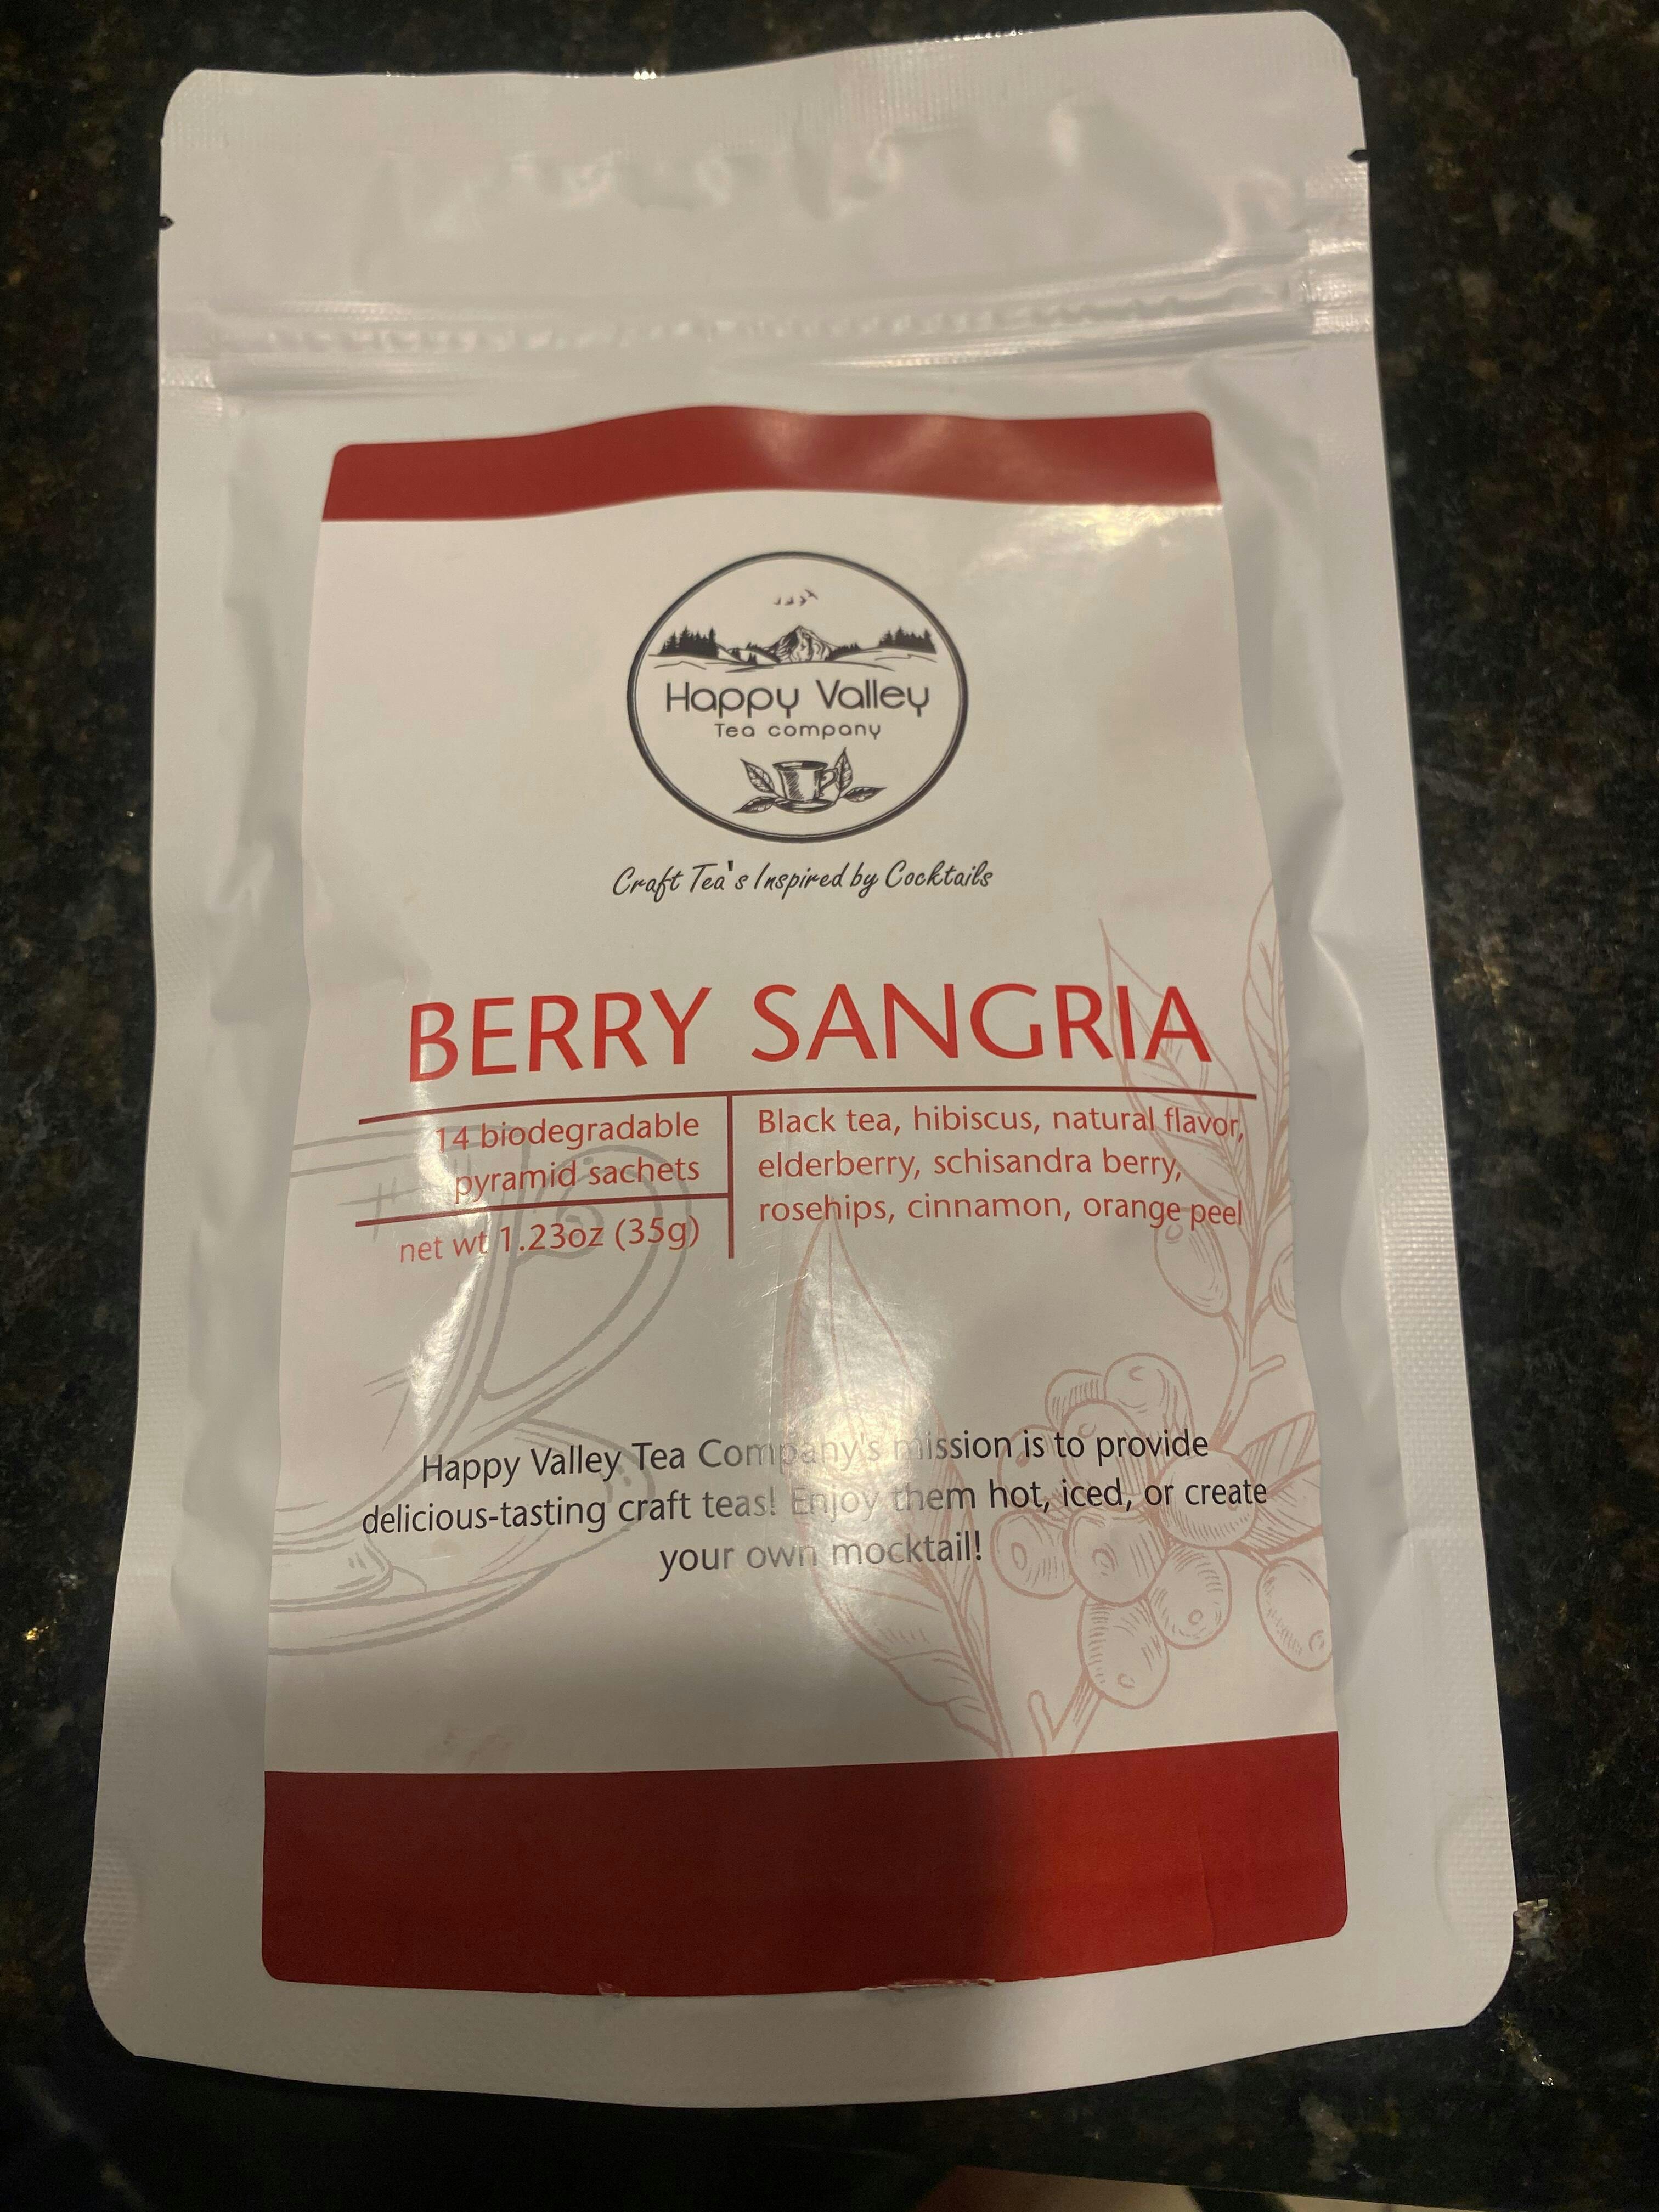 Happy Valley
Tea company
Craft Tea's Inspired by Cocktails
BERRY SANGRIA
14 biodegradable
pyramid sachets
net wt 1.23oz (35g)
Black tea, hibiscus, natural flavor,
elderberry, schisandra berry,
rosehips, cinnamon, orange peel
Happy Valley Tea Company's mission is to provide
delicious-tasting craft teas! Enjoy them hot, iced, or create
your own mocktail!